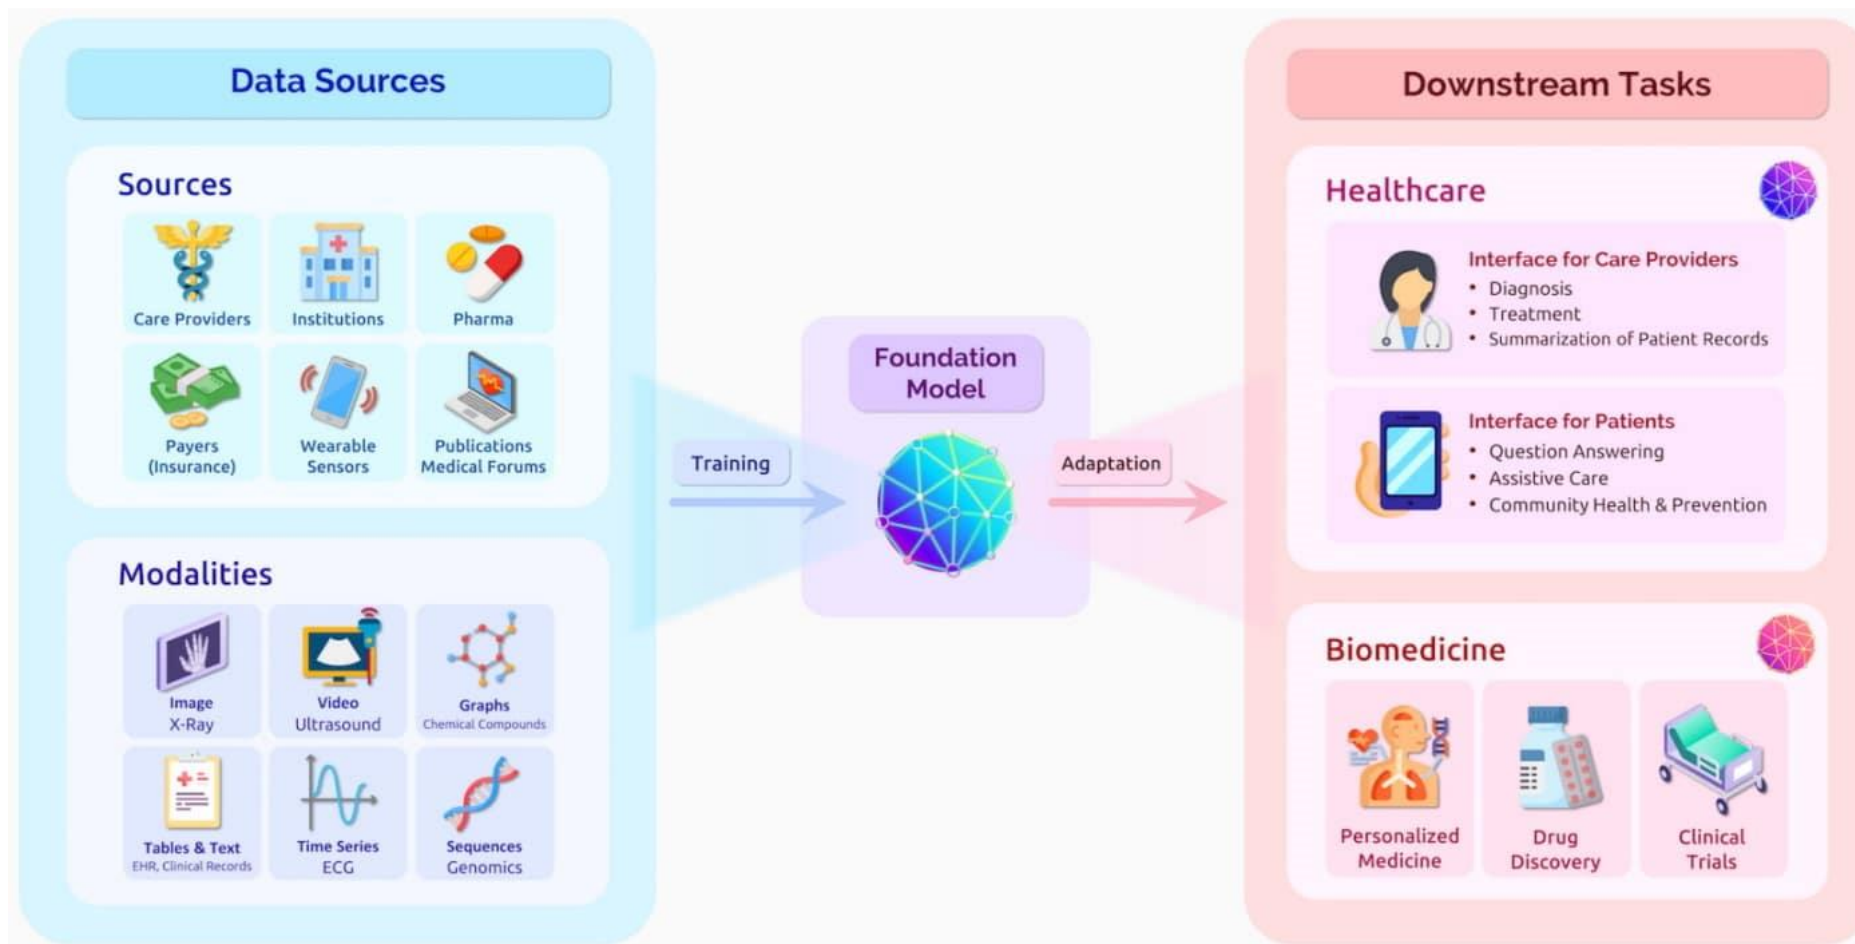 Data Sources
Sources
Care Providers
Institutions
Pharma
Payers
(Insurance)
Wearable
Sensors
Publications
Medical Forums
Modalities
Image
X-Ray
Video
Ultrasound
Graphs
Chemical Compounds
Tables & Text
EHR, Clinical Records
Time Series
ECG
Sequences
Genomics
Training
Foundation
Model
Adaptation
Downstream Tasks
Healthcare
Interface for Care Providers
• Diagnosis
• Treatment
• Summarization of Patient Records
Interface for Patients
• Question Answering
• Assistive Care
• Community Health & Prevention
Biomedicine
Personalized
Medicine
Drug
Discovery
Clinical
Trials